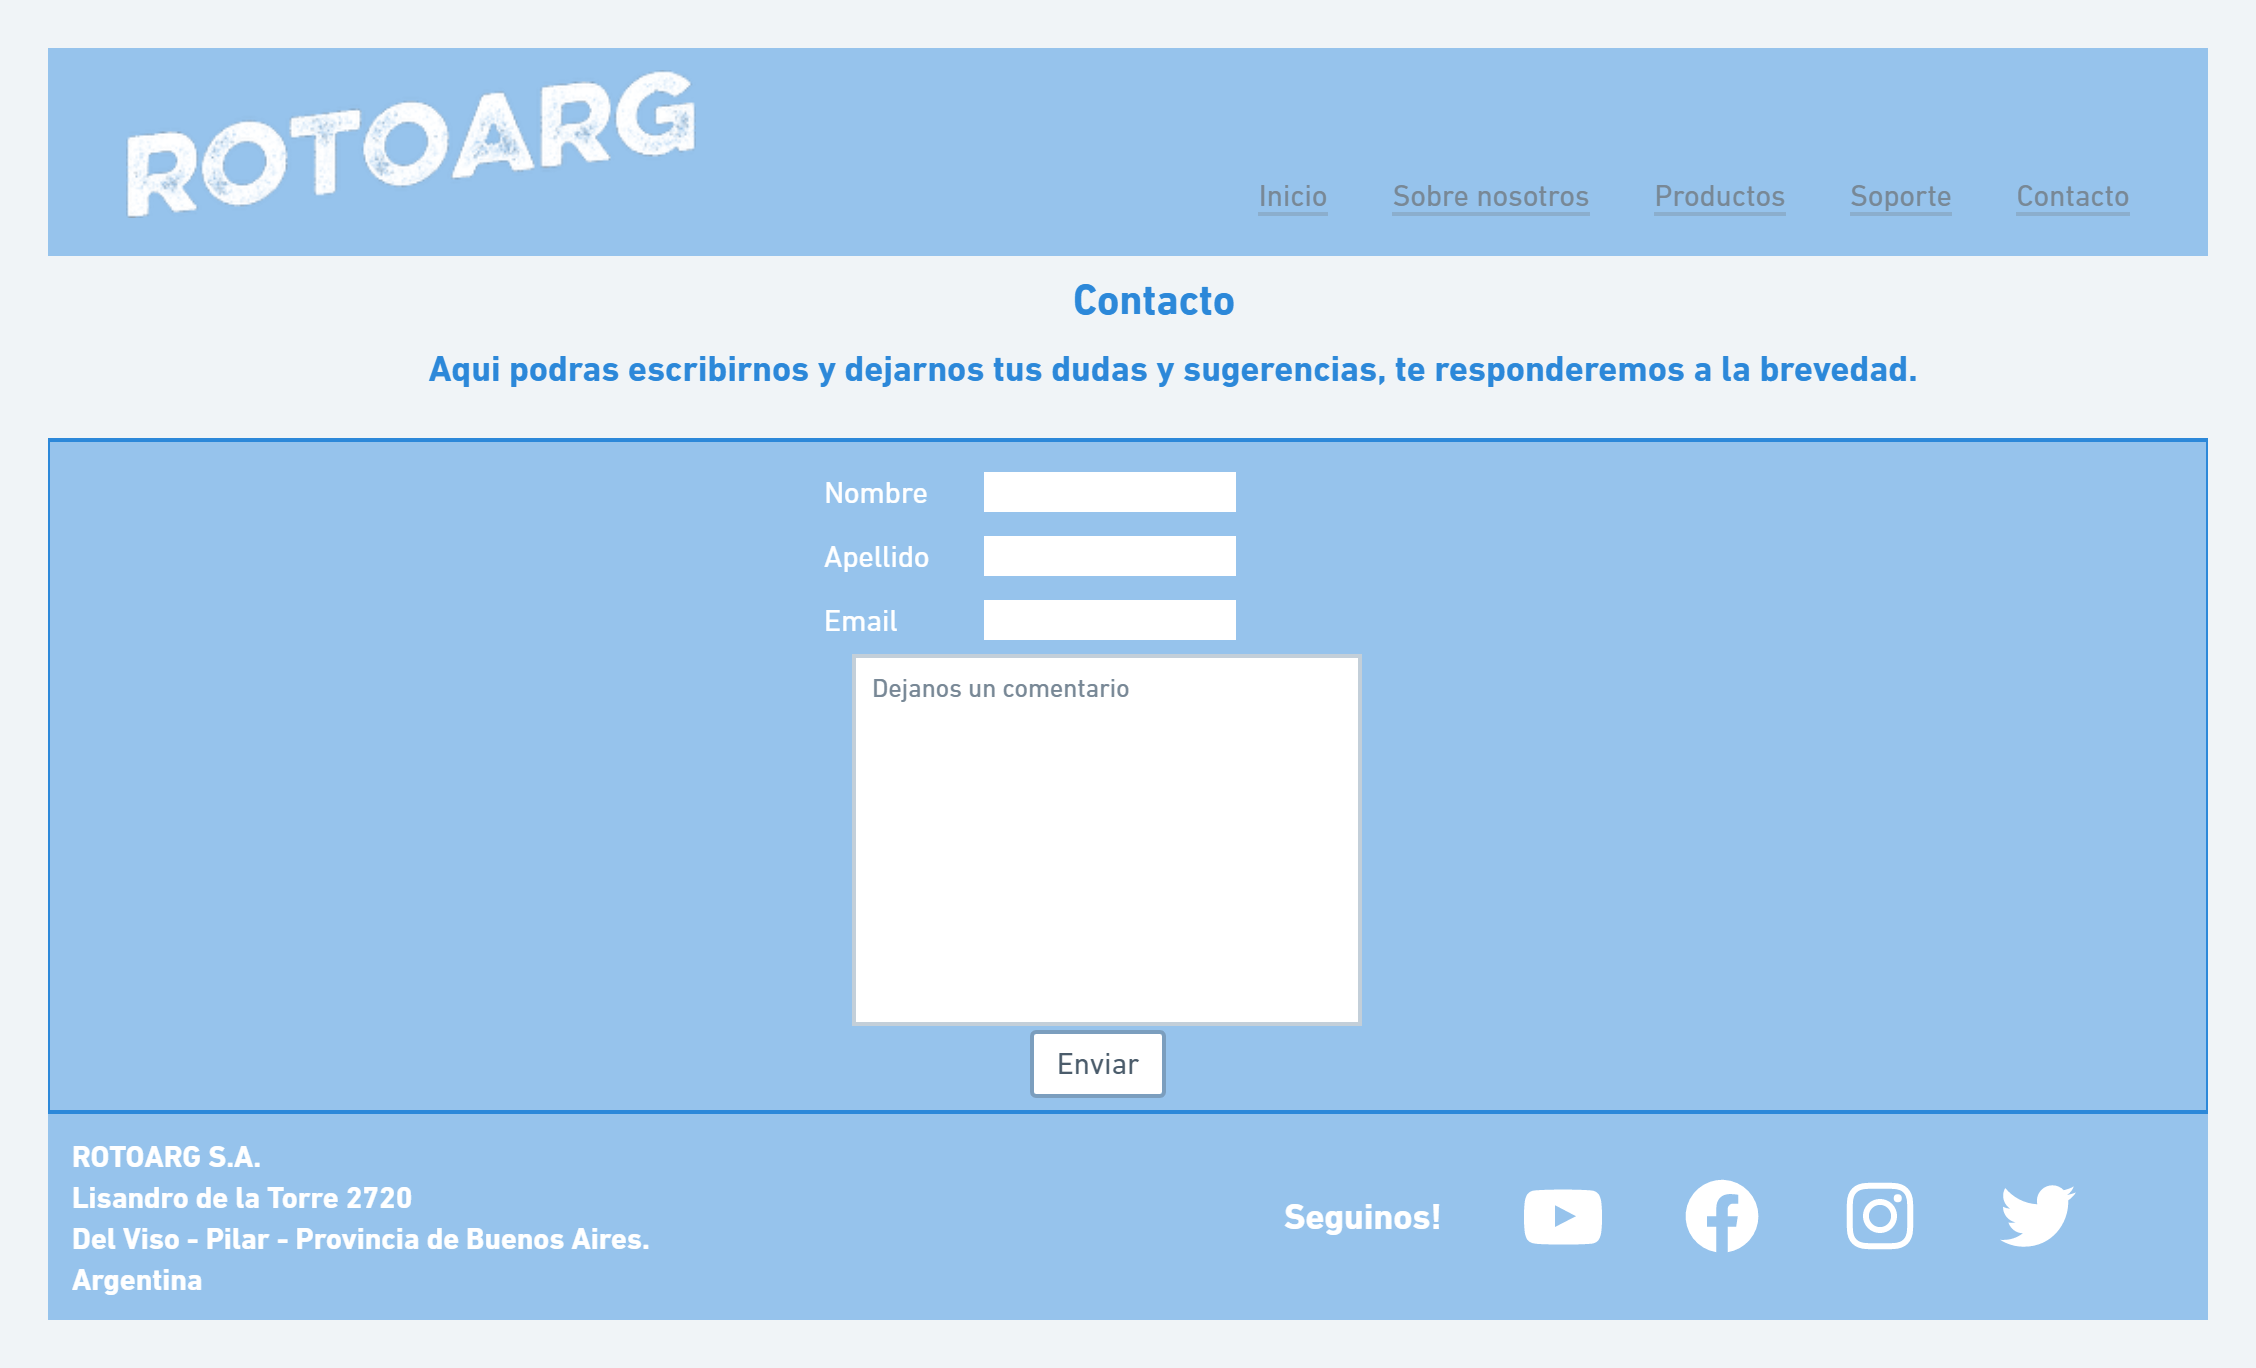 ROTOARG
Inicio Sobre nosotros Productos Soporte Contacto
Contacto
Aqui podras escribirnos y dejarnos tus dudas y sugerencias, te responderemos a la brevedad.
Nombre
Apellido
Email
Dejanos un comentario
Enviar
ROTOARG S.A.
Lisandro de la Torre 2720
Del Viso - Pilar - Provincia de Buenos Aires.
Argentina
Seguinos!